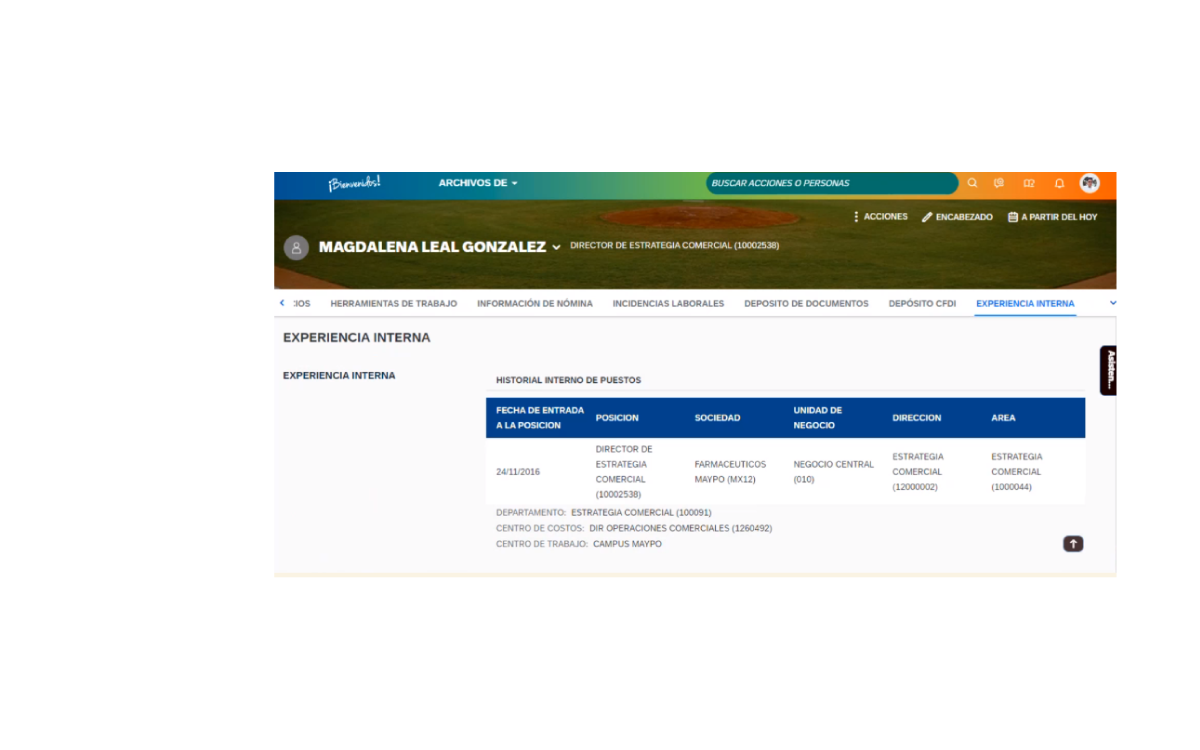 ¡Bienvenidos!
ARCHIVOS DE
BUSCAR ACCIONES O PERSONAS
ACCIONES
ENCABEZADO
A PARTIR DEL HOY
MAGDALENA LEAL GONZALEZ
DIRECTOR DE ESTRATEGIA COMERCIAL (10002538)
HERRAMIENTAS DE TRABAJO
INFORMACIÓN DE NÓMINA
INCIDENCIAS LABORALES
DEPOSITO DE DOCUMENTOS
DEPÓSITO CFDI
EXPERIENCIA INTERNA
EXPERIENCIA INTERNA
Asisten...
EXPERIENCIA INTERNA
HISTORIAL INTERNO DE PUESTOS
FECHA DE ENTRADA
A LA POSICION
POSICION
SOCIEDAD
UNIDAD DE
NEGOCIO
DIRECCION
AREA
24/11/2016
DIRECTOR DE
ESTRATEGIA
COMERCIAL
(10002538)
FARMACEUTICOS
MAYPO (MX12)
NEGOCIO CENTRAL
(010)
ESTRATEGIA
COMERCIAL
(12000002)
ESTRATEGIA
COMERCIAL
(1000044)
DEPARTAMENTO: ESTRATEGIA COMERCIAL (100091)
CENTRO DE COSTOS: DIR OPERACIONES COMERCIALES (1260492)
CENTRO DE TRABAJO: CAMPUS MAYPO